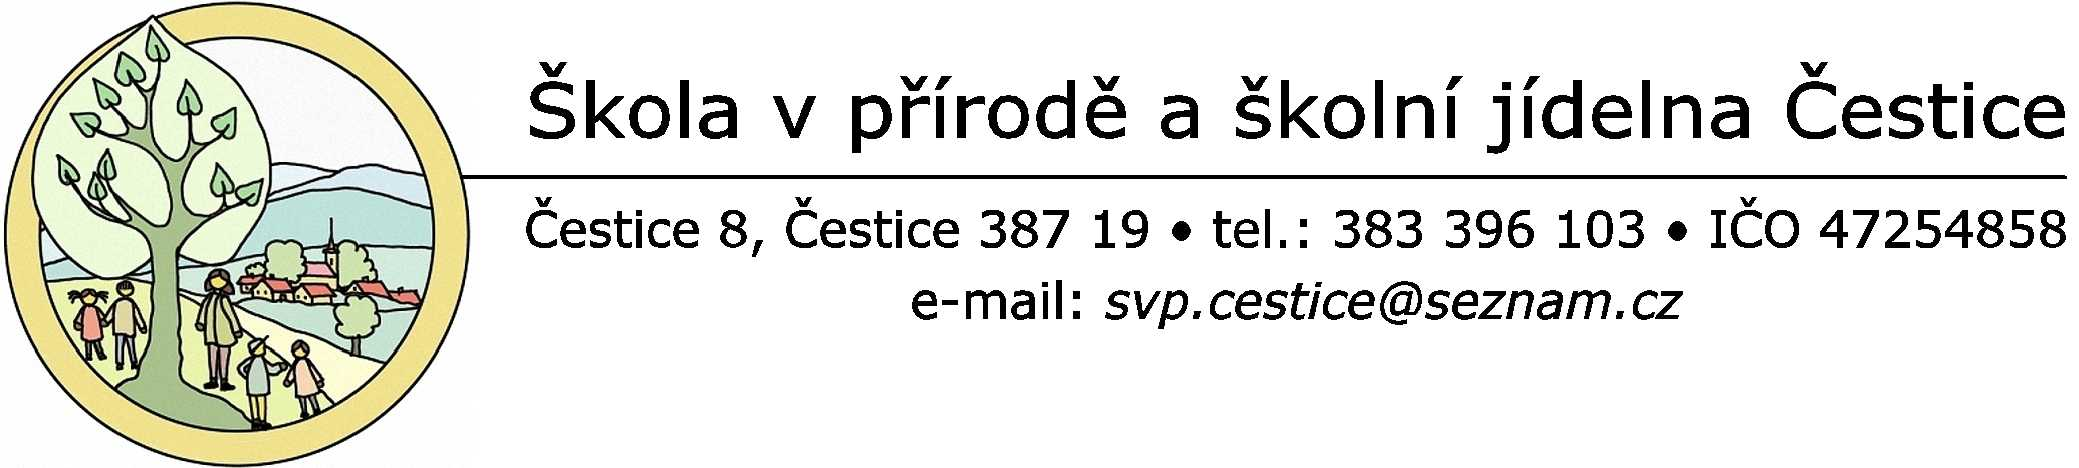 Škola v přírodě a školní jídelna Čestice
Čestice 8, Čestice 387 19 • tel.: 383 396 103 • IČO 47254858
e-mail: svp.cestice@seznam.cz